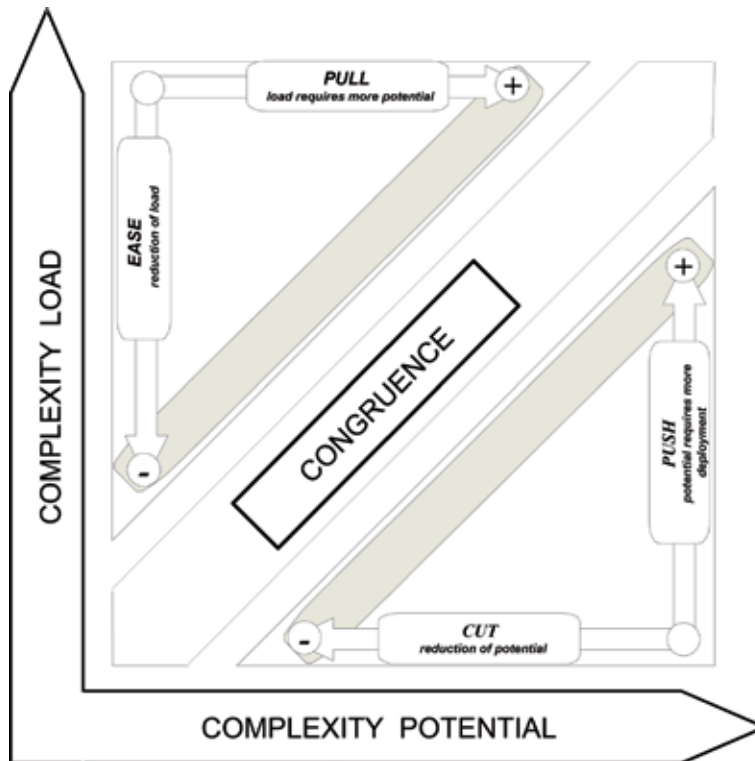 PULL
load requires more potential
+
EASE
reduction of load
-
COMPLEXITY LOAD
CONGRUENCE
+
PUSH
potential requires more
deployment
-
CUT
reduction of potential
COMPLEXITY POTENTIAL